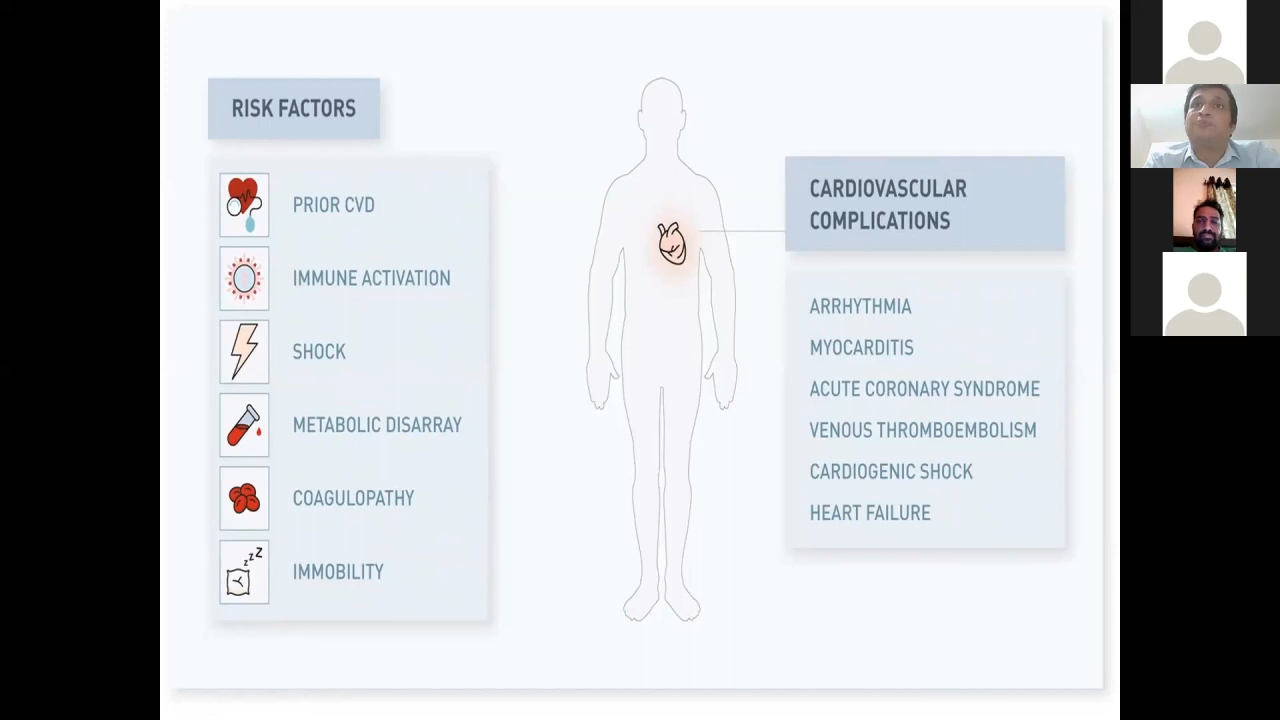 RISK FACTORS
PRIOR CVD
IMMUNE ACTIVATION
SHOCK
METABOLIC DISARRAY
COAGULOPATHY
z z Z
IMMOBILITY
CARDIOVASCULAR
COMPLICATIONS
ARRHYTHMIA
MYOCARDITIS
ACUTE CORONARY SYNDROME
VENOUS THROMBOEMBOLISM
CARDIOGENIC SHOCK
HEART FAILURE